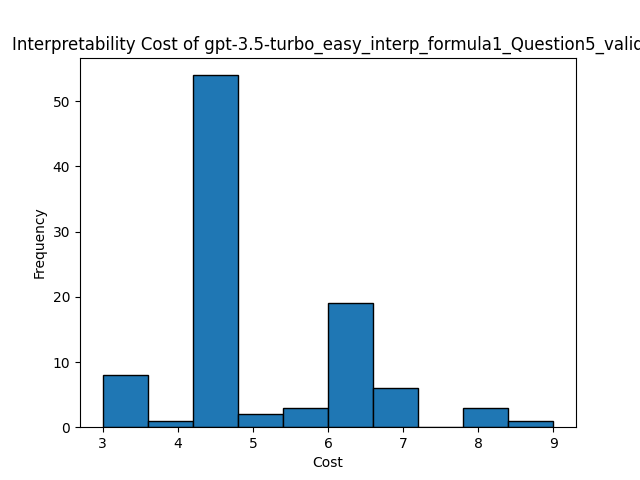 Interpretability Cost of gpt-3.5-turbo_easy_interp_formula1_Question5_valid
Frequency
50
40
30
20
10
0
3 4 5 6 7 8 9
Cost